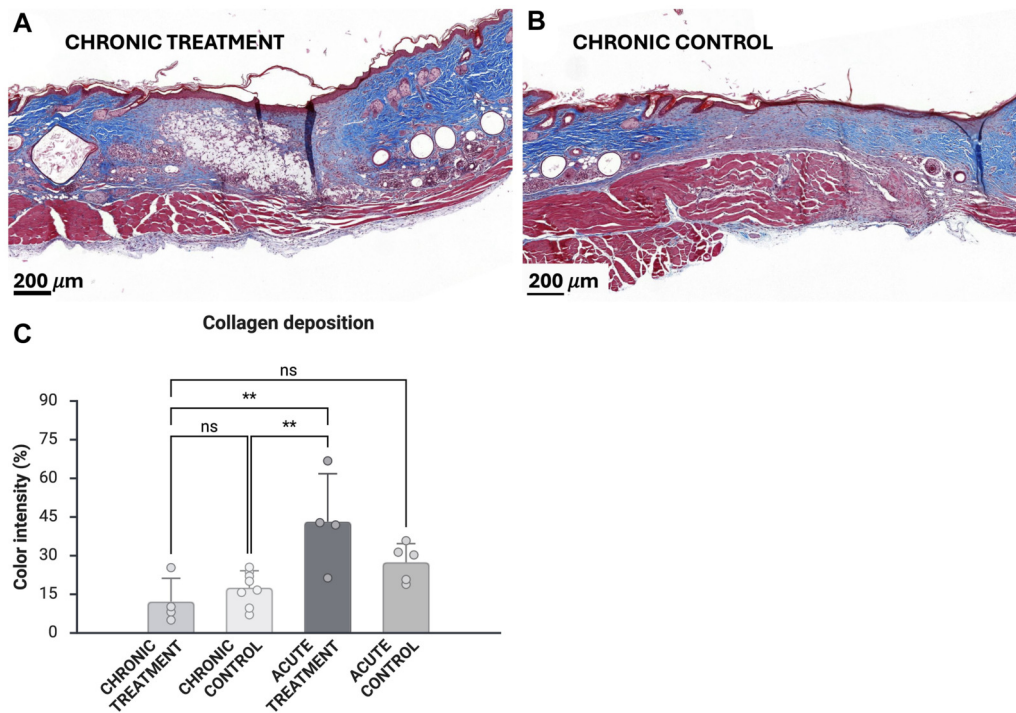 A
CHRONIC TREATMENT
200 μm
B
CHRONIC CONTROL
200 μm
C
Collagen deposition
ns
**
ns
**
Color intensity (%)
90
75
60
45
30
15
0
CHRONIC
TREATMENT
CHRONIC
CONTROL
ACUTE
TREATMENT
ACUTE
CONTROL